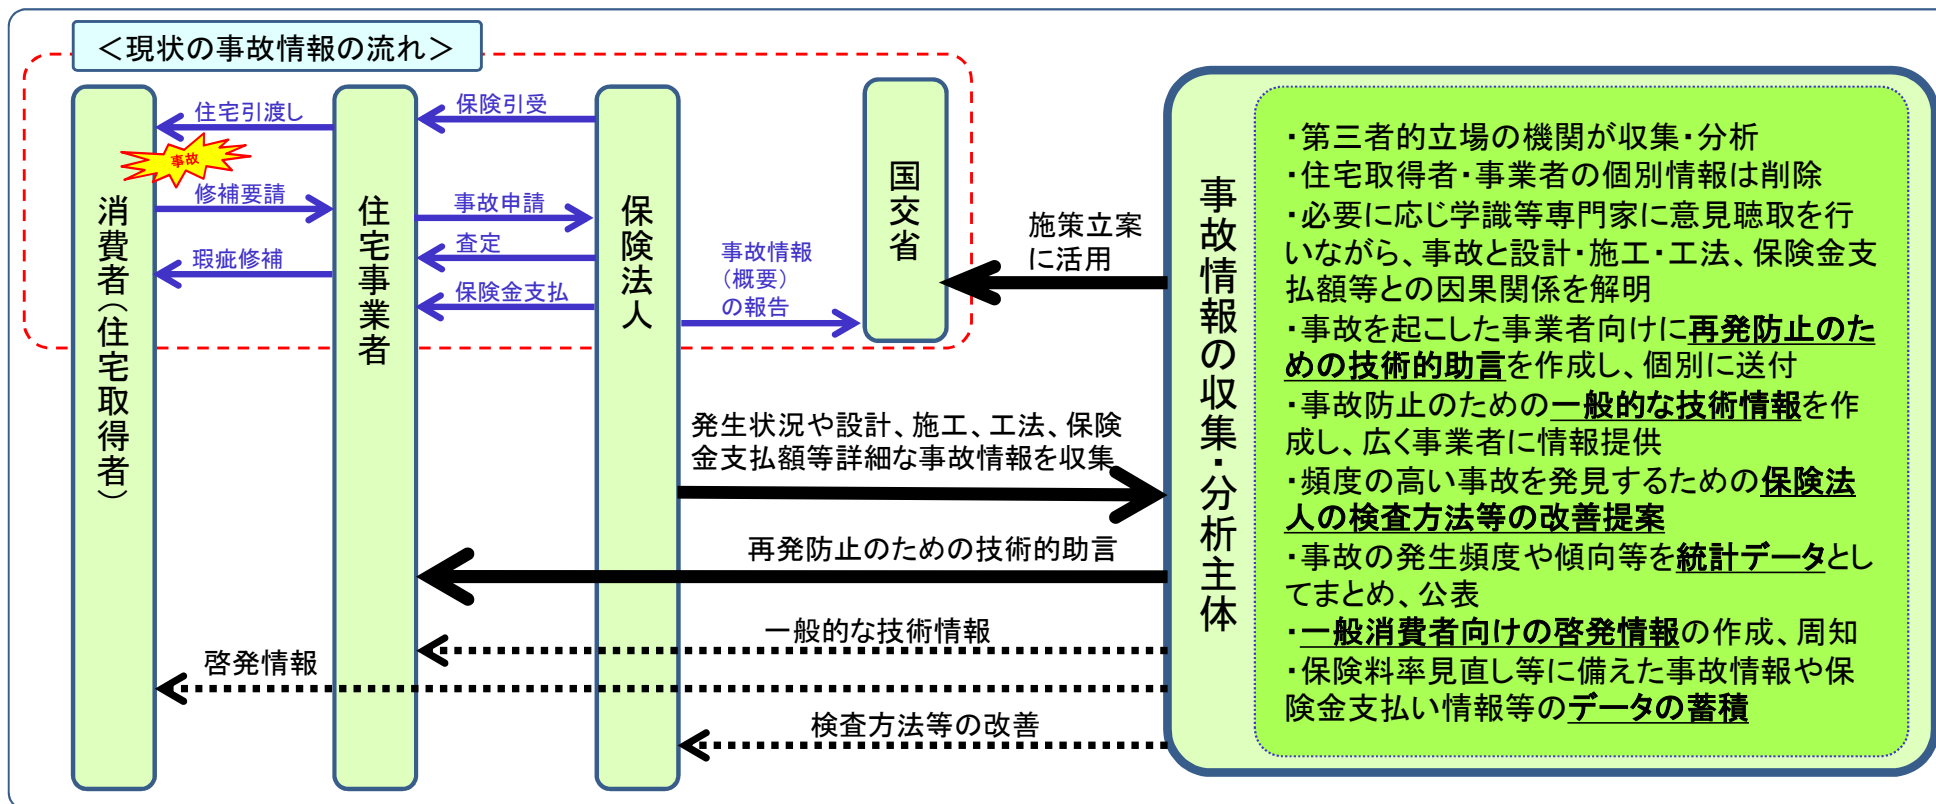 ＜現状の事故情報の流れ＞
消費者（住宅取得者）
住宅事業者
保険法人
国交省
住宅引渡し
保険引受
事故
修補要請
事故申請
査定
瑕疵修補
保険金支払
事故情報
（概要）
の報告
施策立案
に活用
発生状況や設計、施工、工法、保険
金支払額等詳細な事故情報を収集
再発防止のための技術的助言
一般的な技術情報
啓発情報
検査方法等の改善
事故情報の収集・分析主体
・第三者的立場の機関が収集・分析
・住宅取得者・事業者の個別情報は削除
・必要に応じ学識等専門家に意見聴取を行
いながら、事故と設計・施工・工法、保険金支
払額等との因果関係を解明
・事故を起こした事業者向けに再発防止のた
めの技術的助言を作成し、個別に送付
・事故防止のための一般的な技術情報を作
成し、広く事業者に情報提供
・頻度の高い事故を発見するための保険法
人の検査方法等の改善提案
・事故の発生頻度や傾向等を統計データとし
てまとめ、公表
・一般消費者向けの啓発情報の作成、周知
・保険料率見直し等に備えた事故情報や保
険金支払い情報等のデータの蓄積